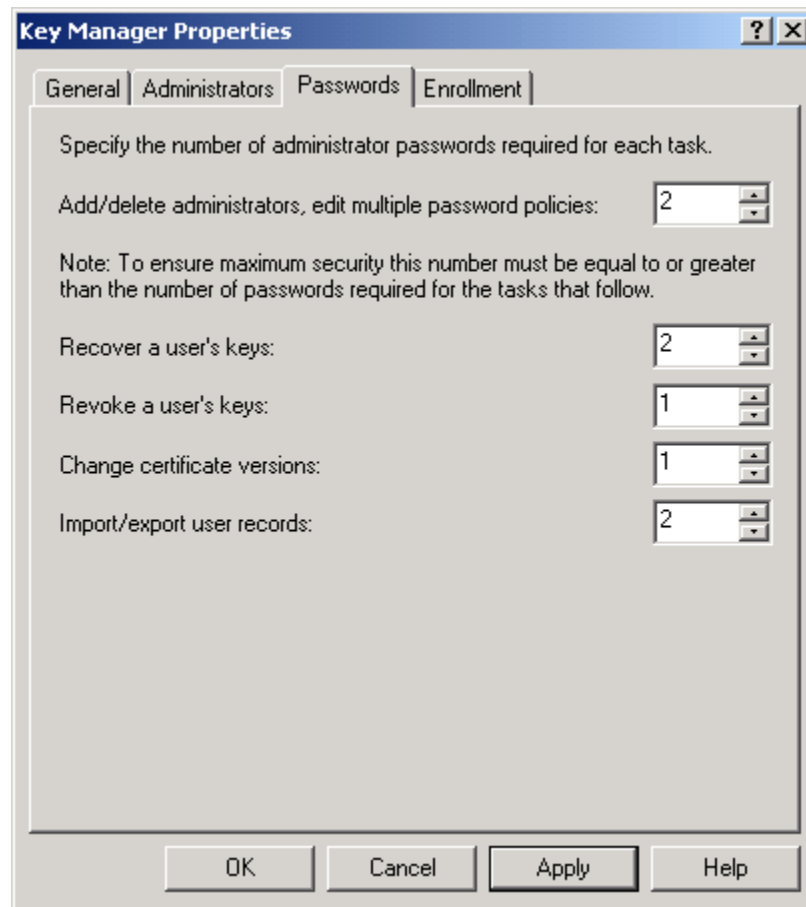 Key Manager Properties
General Administrators Passwords Enrollment
Specify the number of administrator passwords required for each task.
Add/delete administrators, edit multiple password policies: 2
Note: To ensure maximum security this number must be equal to or greater
than the number of passwords required for the tasks that follow.
Recover a user's keys: 2
Revoke a user's keys: 1
Change certificate versions: 1
Import/export user records: 2
OK Cancel Apply Help